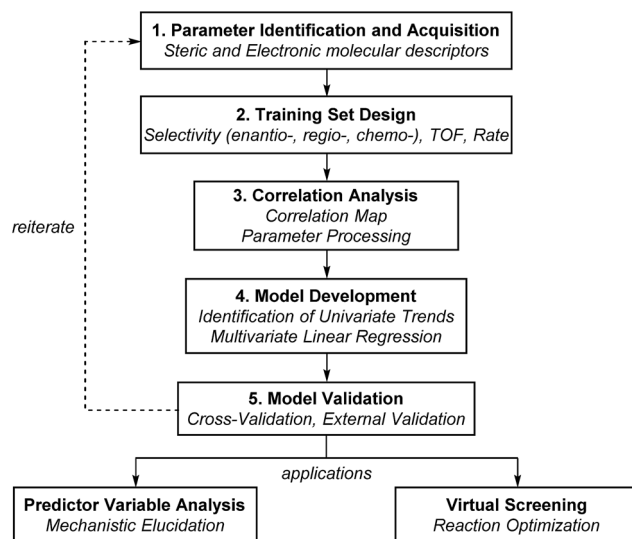 1. Parameter Identification and Acquisition
Steric and Electronic molecular descriptors
2. Training Set Design
Selectivity (enantio-, regio-, chemo-), TOF, Rate
3. Correlation Analysis
Correlation Map
Parameter Processing
reiterate
4. Model Development
Identification of Univariate Trends
Multivariate Linear Regression
5. Model Validation
Cross-Validation, External Validation
applications
Predictor Variable Analysis
Mechanistic Elucidation
Virtual Screening
Reaction Optimization